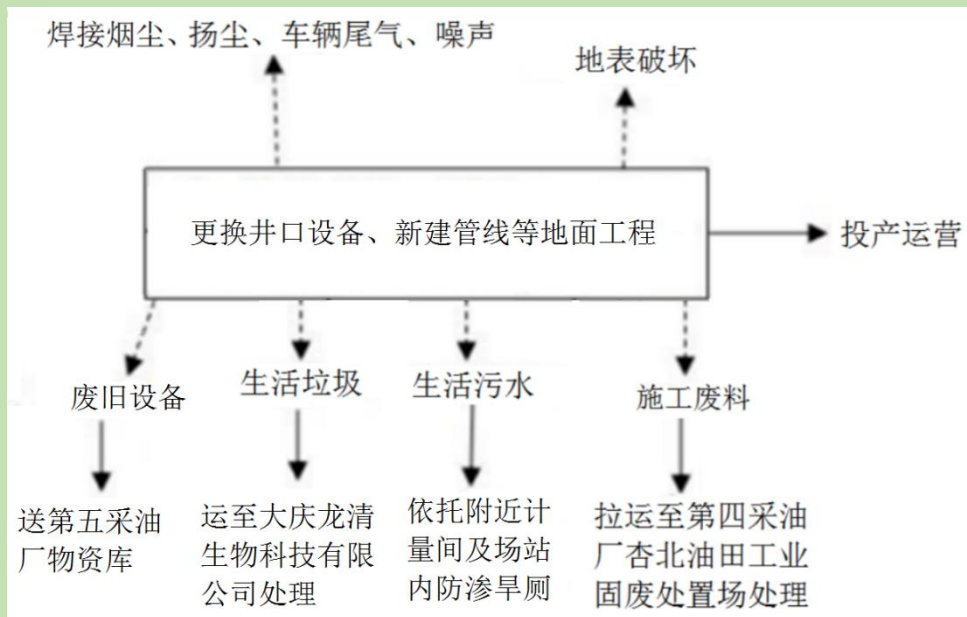 焊接烟尘、扬尘、车辆尾气、噪声
地表破坏
更换井口设备、新建管线等地面工程
投产运营
废旧设备
生活垃圾
生活污水
施工废料
送第五采油
厂物资库
运至大庆龙清
生物科技有限
公司处理
依托附近计
量间及场站
内防渗旱厕
拉运至第四采油
厂杏北油田工业
固废处置场处理